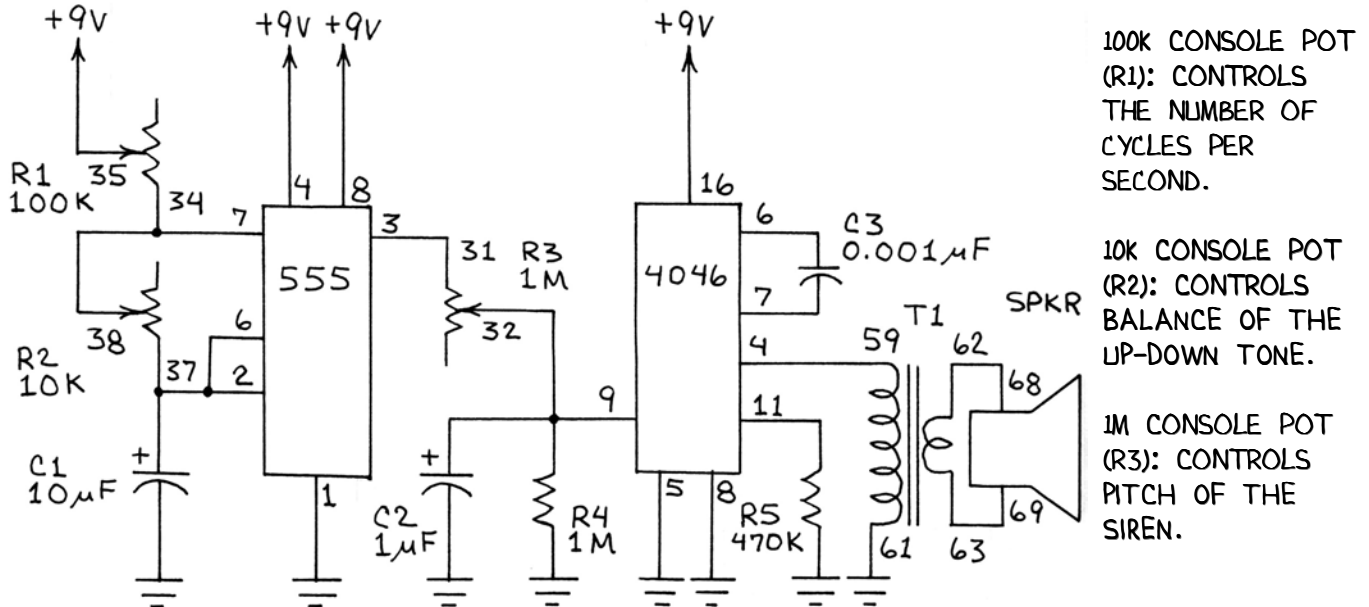 +9V
+9V +9V
+9V
R1
100K
35
34
7
4
8
3
555
R2
10K
38
37
6
2
1
C1
10µF
+
31
R3
1M
32
C2
1µF
+
R4
1M
9
16
4046
6
7
C3
0.001µF
4
11
5
8
R5
470K
T1
59
61
62
63
SPKR
68
69
100K CONSOLE POT
(R1): CONTROLS
THE NUMBER OF
CYCLES PER
SECOND.
10K CONSOLE POT
(R2): CONTROLS
BALANCE OF THE
UP-DOWN TONE.
1M CONSOLE POT
(R3): CONTROLS
PITCH OF THE
SIREN.